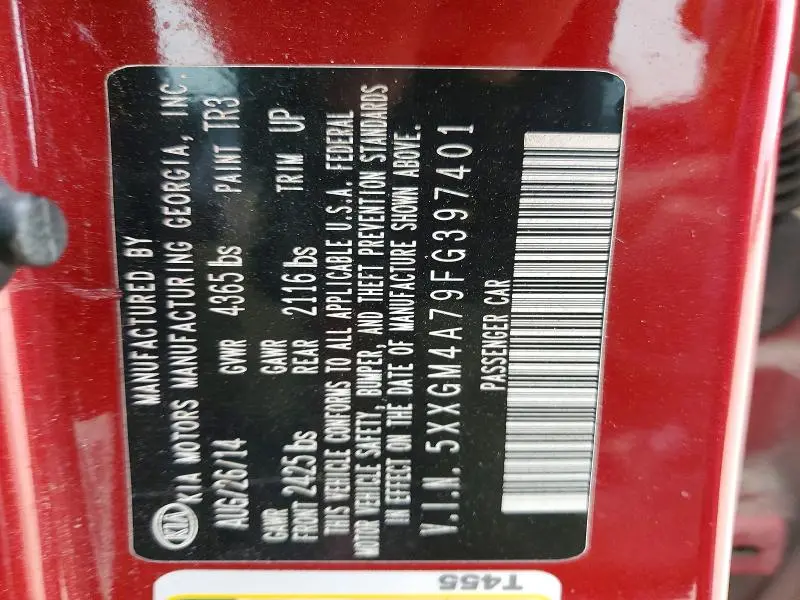 MANUFACTURED BY
KIA KIA MOTORS MANUFACTURING GEORGIA, INC.
AUG/26/14 GVWR 4365 lbs PAINT TR3
GAWR FRONT 2425 lbs GAWR REAR 2116 lbs TRIM UP
THIS VEHICLE CONFORMS TO ALL APPLICABLE U.S.A. FEDERAL
MOTOR VEHICLE SAFETY, BUMPER, AND THEFT PREVENTION STANDARDS
IN EFFECT ON THE DATE OF MANUFACTURE SHOWN ABOVE.
V.I.N. 5XXGM4A79FG397401
PASSENGER CAR
T455